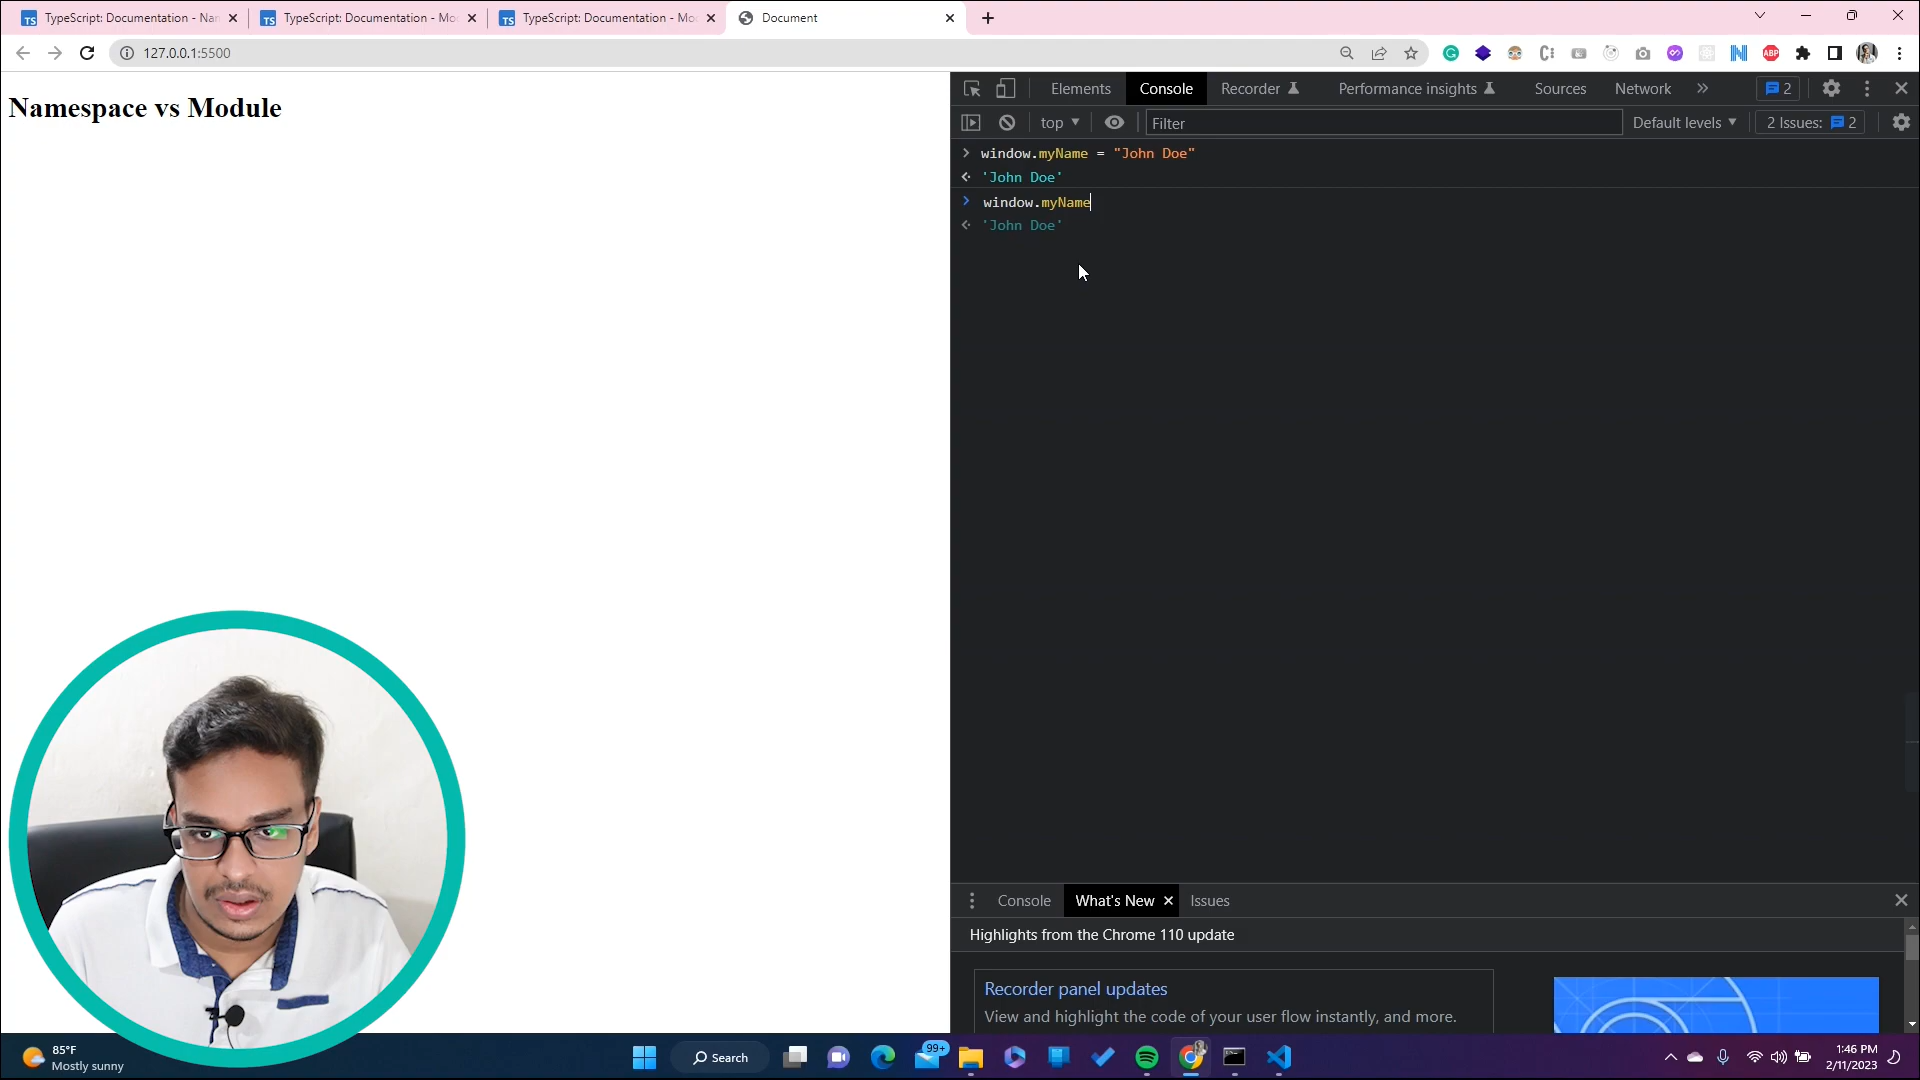 TypeScript: Documentation - Nan
TypeScript: Documentation - Mo
TypeScript: Documentation - Mo
Document
127.0.0.1:5500
ABP
Namespace vs Module
Elements
Console
Recorder
Performance insights
Sources
Network
2
top
Filter
Default levels
2 Issues:
2
window.myName = "John Doe"
'John Doe'
window.myName
'John Doe'
Console
What's New
Issues
Highlights from the Chrome 110 update
Recorder panel updates
View and highlight the code of your user flow instantly, and more.
85°F
Mostly sunny
Search
99+
1:46 PM
2/11/2023